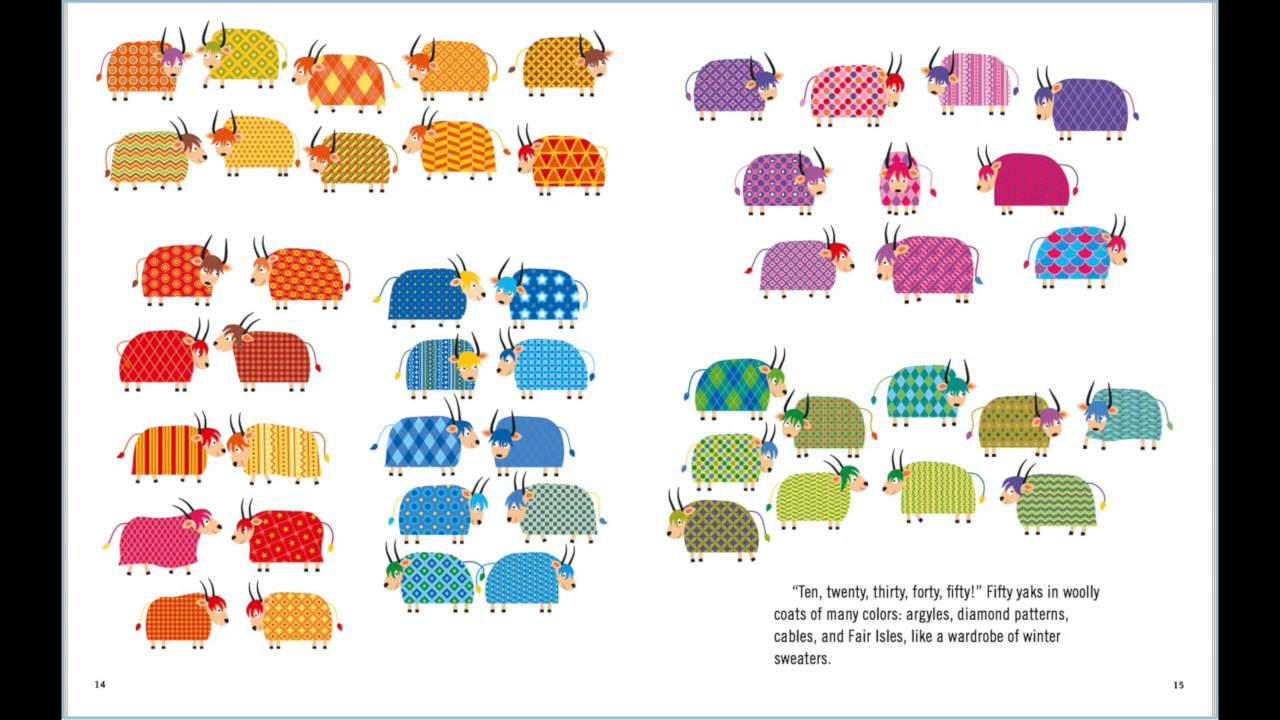 “Ten, twenty, thirty, forty, fifty!” Fifty yaks in woolly
coats of many colors: argyles, diamond patterns,
cables, and Fair Isles, like a wardrobe of winter
sweaters.
14
15